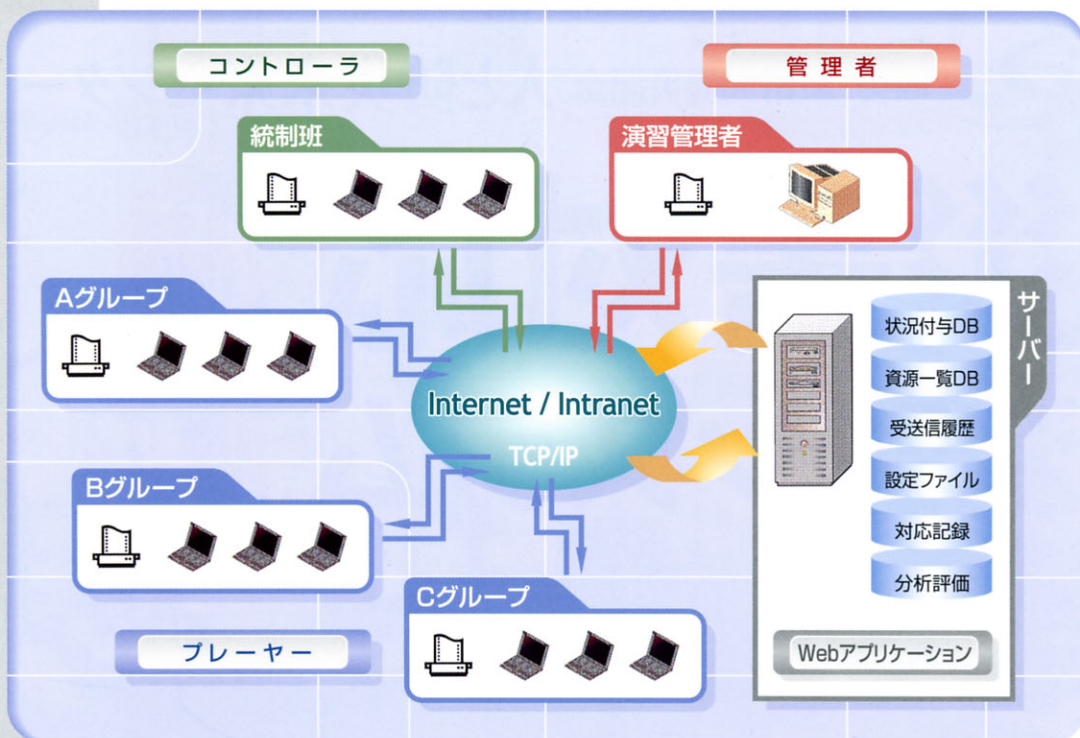 コントローラ
管理者
統制班
演習管理者
Aグループ
サーバー
状況付与DB
資源一覧DB
受送信履歴
設定ファイル
対応記録
分析評価
Internet / Intranet
TCP/IP
Bグループ
Cグループ
プレーヤー
Webアプリケーション